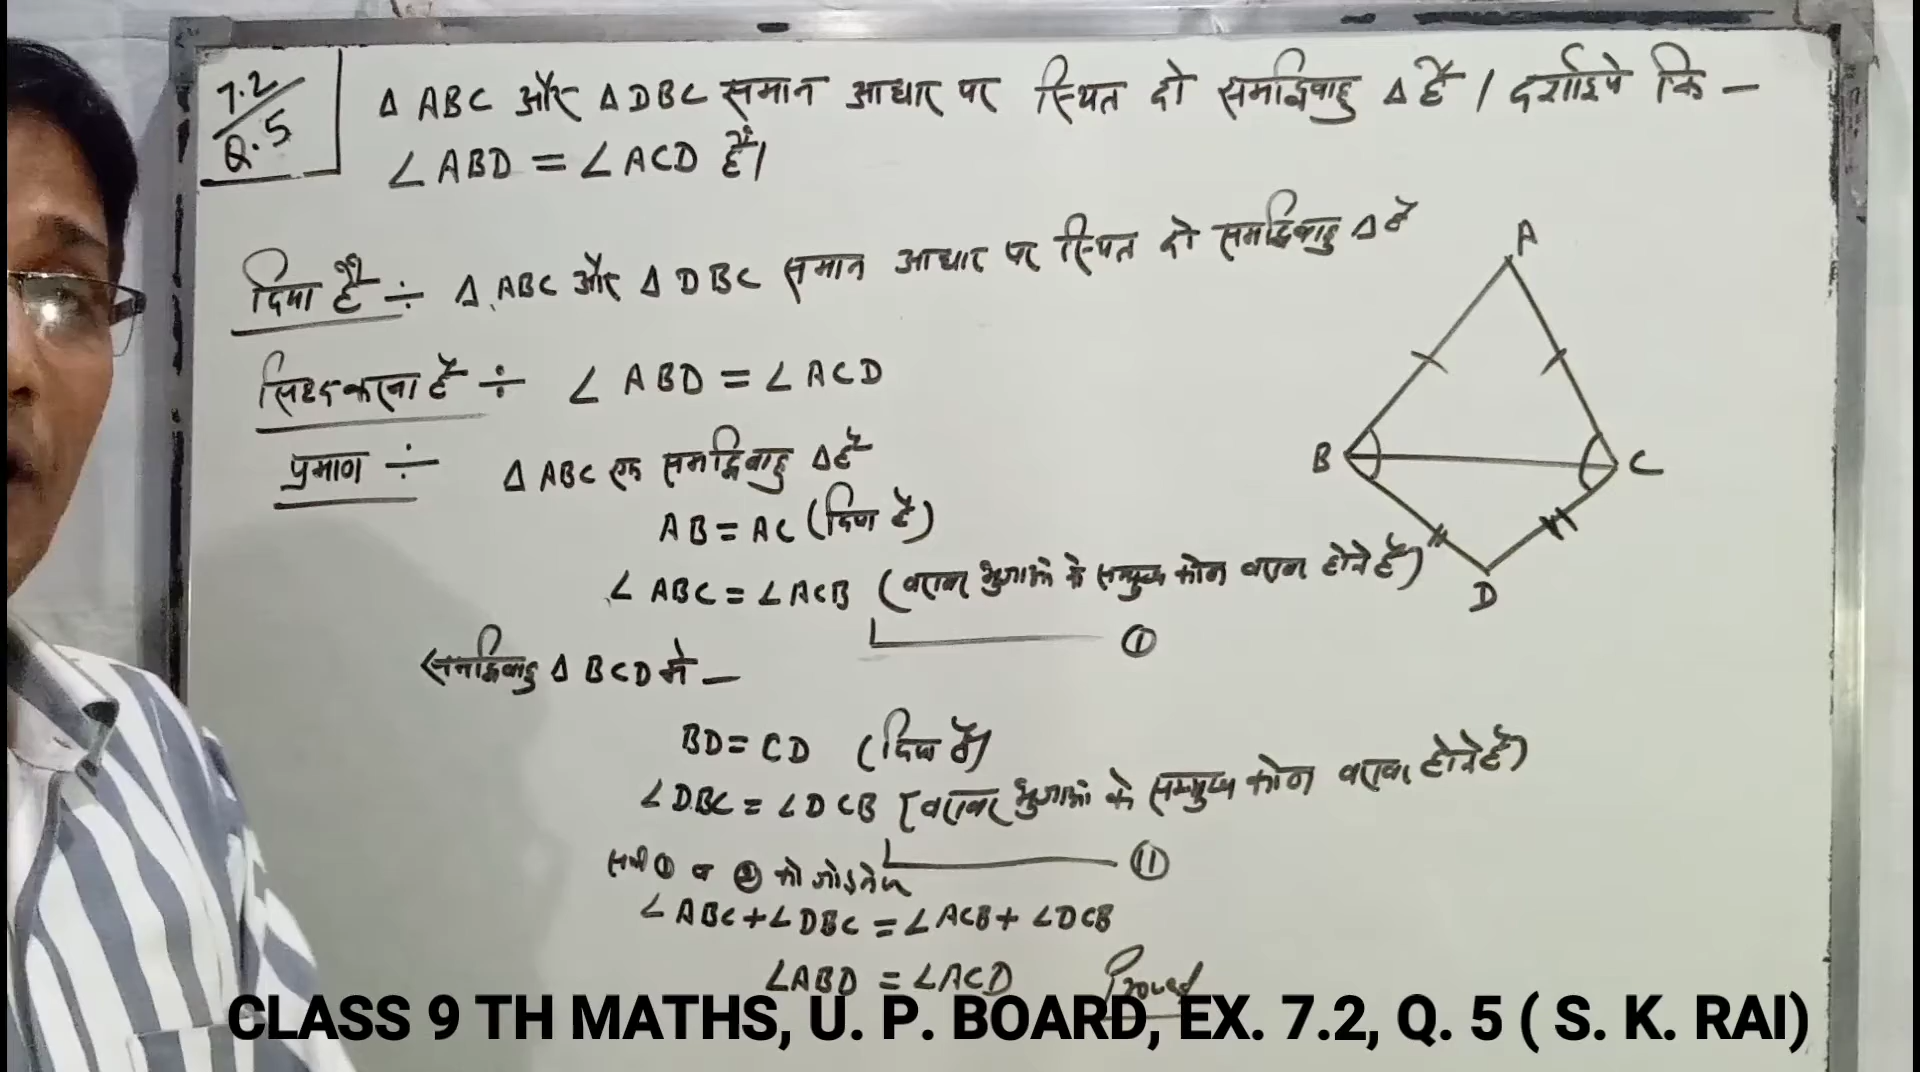 7.2
Q.5
Δ ABC और Δ DBC समान आधार पर स्थित दो समद्विबाहु Δ हैं। दर्शाइये कि –
∠ABD = ∠ACD है।
दिया है ÷ Δ ABC और Δ DBC समान आधार पर स्थित दो समद्विबाहु Δ है
सिद्ध करना है ÷ ∠ ABD = ∠ACD
प्रमाण ÷ Δ ABC एक समद्विबाहु Δ है
AB = AC (दिया है)
∠ ABC = ∠ACB (बराबर भुजाओं के सम्मुख कोण बराबर होते हैं)
①
समद्विबाहु Δ BCD में –
BD = CD (दिया है)
∠DBC = ∠DCB [बराबर भुजाओं के सम्मुख कोण बराबर होते हैं)
⑪
समी ① व ② को जोड़ने पर
∠ABC + ∠DBC = ∠ACB + ∠DCB
∠ABD = ∠ACD Proved
A
B
C
D
CLASS 9 TH MATHS, U. P. BOARD, EX. 7.2, Q. 5 ( S. K. RAI)